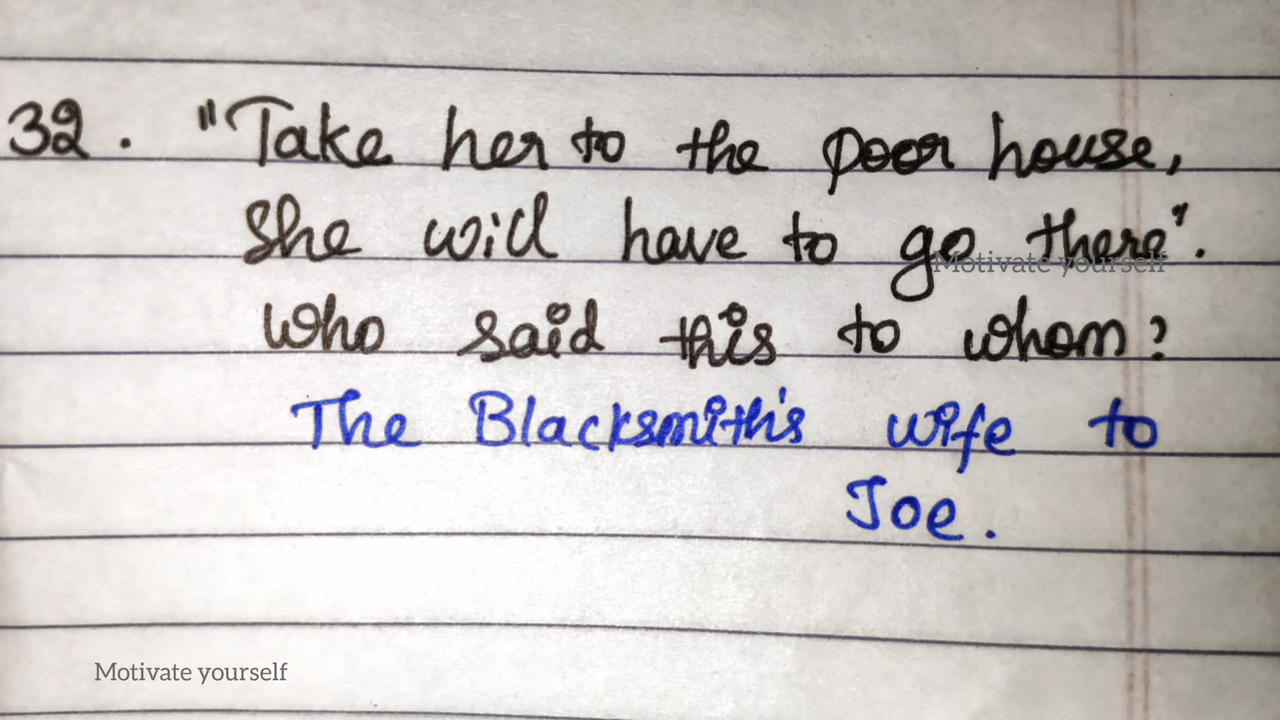 32. "Take her to the poor house,
she will have to go there".
Motivate yourself
Who said this to whom?
The Blacksmith's wife to
Joe.
Motivate yourself